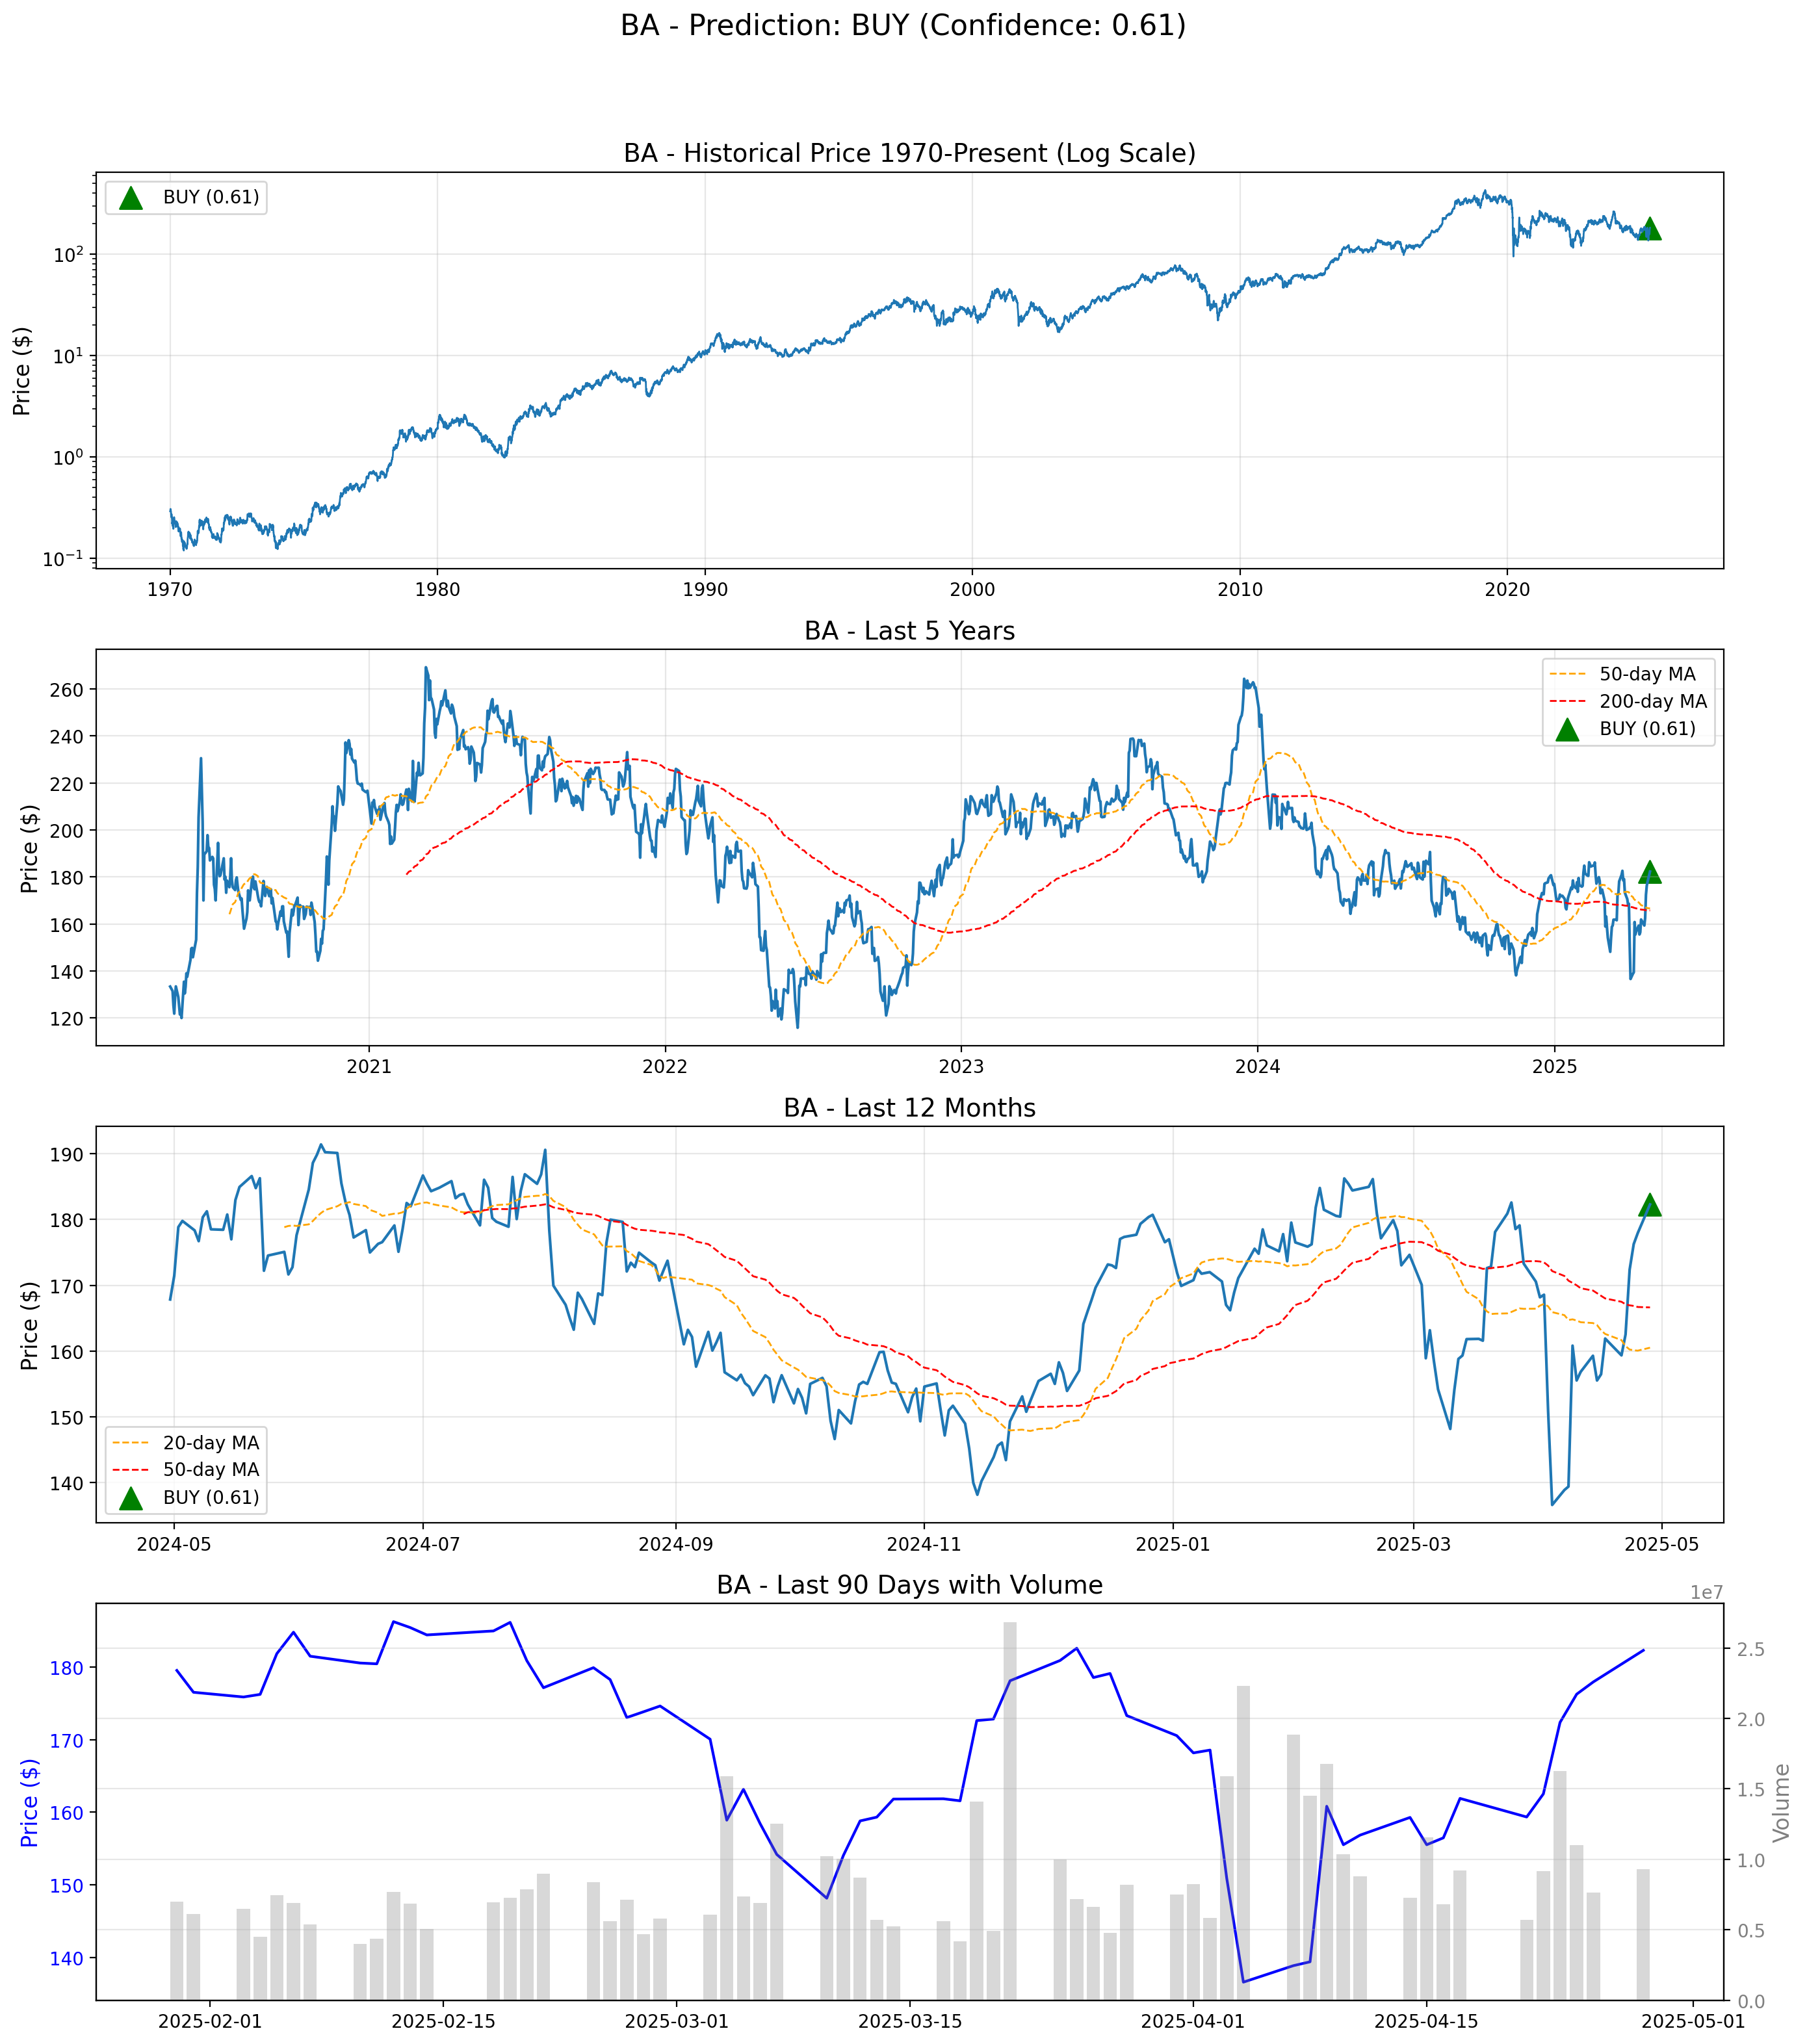 BA - Prediction: BUY (Confidence: 0.61)
BA - Historical Price 1970-Present (Log Scale)
BUY (0.61)
Price ($)
10²
10¹
10⁰
10⁻¹
1970 1980 1990 2000 2010 2020
BA - Last 5 Years
50-day MA
200-day MA
BUY (0.61)
Price ($)
260
240
220
200
180
160
140
120
2021 2022 2023 2024 2025
BA - Last 12 Months
Price ($)
190
180
170
160
150
140
20-day MA
50-day MA
BUY (0.61)
2024-05 2024-07 2024-09 2024-11 2025-01 2025-03 2025-05
BA - Last 90 Days with Volume
1e7
Price ($)
180
170
160
150
140
2.5
2.0
1.5
1.0
0.5
0.0
Volume
2025-02-01 2025-02-15 2025-03-01 2025-03-15 2025-04-01 2025-04-15 2025-05-01